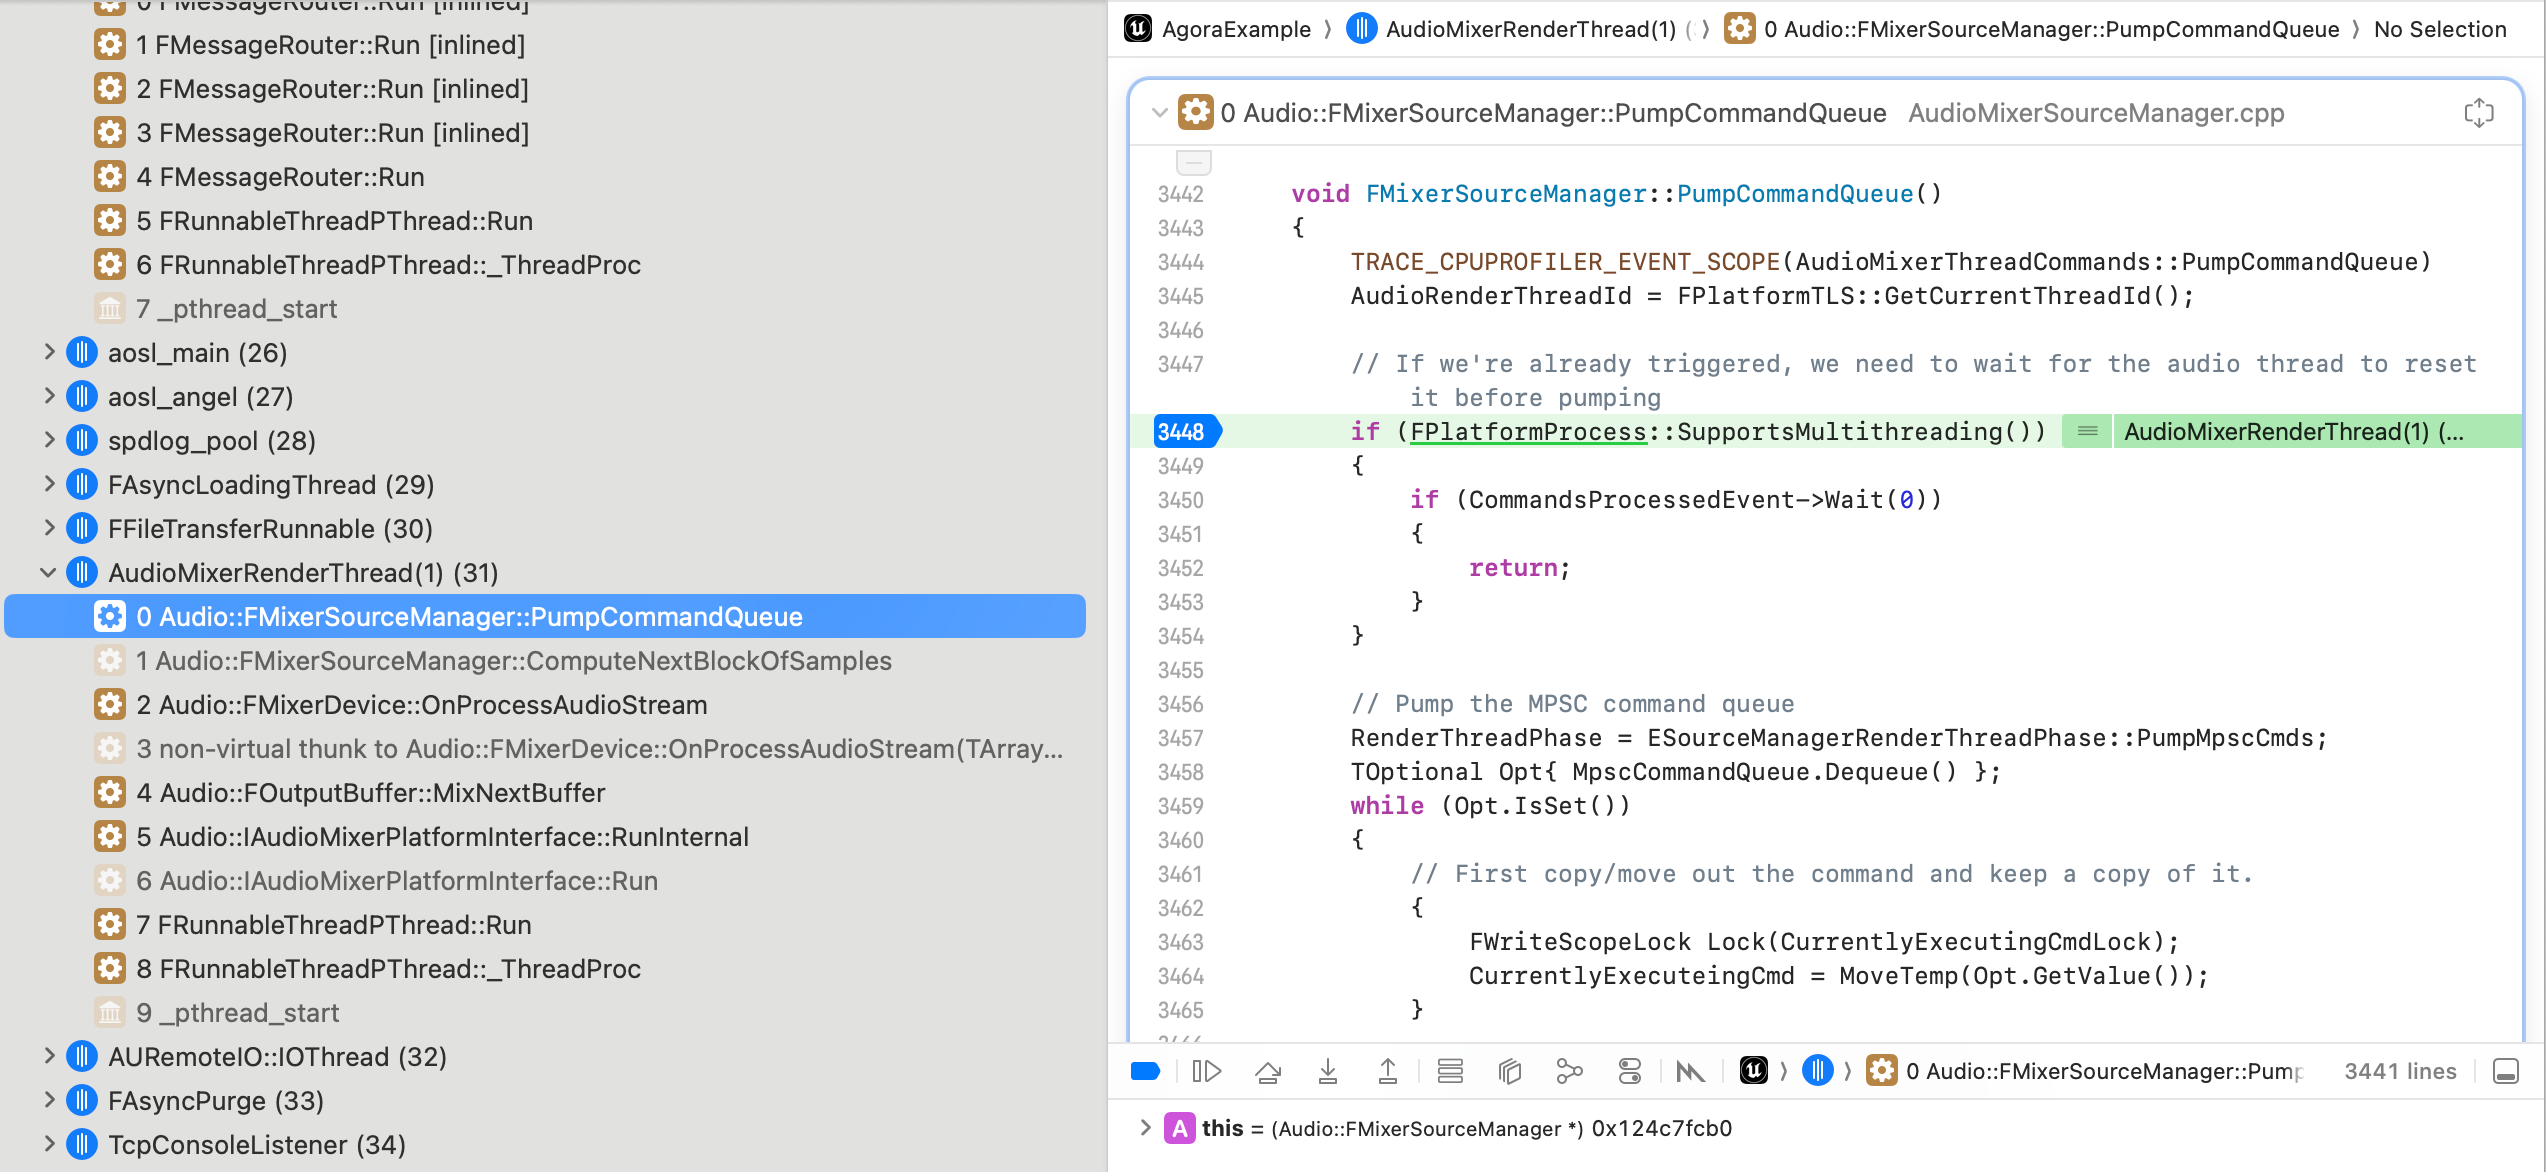 0 FMessageRouter::Run [inlined]
1 FMessageRouter::Run [inlined]
2 FMessageRouter::Run [inlined]
3 FMessageRouter::Run [inlined]
4 FMessageRouter::Run
5 FRunnableThreadPThread::Run
6 FRunnableThreadPThread::_ThreadProc
7 _pthread_start
aosl_main (26)
aosl_angel (27)
spdlog_pool (28)
FAsyncLoadingThread (29)
FFileTransferRunnable (30)
AudioMixerRenderThread(1) (31)
0 Audio::FMixerSourceManager::PumpCommandQueue
1 Audio::FMixerSourceManager::ComputeNextBlockOfSamples
2 Audio::FMixerDevice::OnProcessAudioStream
3 non-virtual thunk to Audio::FMixerDevice::OnProcessAudioStream(TArray...
4 Audio::FOutputBuffer::MixNextBuffer
5 Audio::IAudioMixerPlatformInterface::RunInternal
6 Audio::IAudioMixerPlatformInterface::Run
7 FRunnableThreadPThread::Run
8 FRunnableThreadPThread::_ThreadProc
9 _pthread_start
AURemoteIO::IOThread (32)
FAsyncPurge (33)
TcpConsoleListener (34)
AgoraExample 〉 AudioMixerRenderThread(1) ( 〉 0 Audio::FMixerSourceManager::PumpCommandQueue 〉 No Selection
0 Audio::FMixerSourceManager::PumpCommandQueue AudioMixerSourceManager.cpp
3442 void FMixerSourceManager::PumpCommandQueue()
3443 {
3444 TRACE_CPUPROFILER_EVENT_SCOPE(AudioMixerThreadCommands::PumpCommandQueue)
3445 AudioRenderThreadId = FPlatformTLS::GetCurrentThreadId();
3446
3447 // If we're already triggered, we need to wait for the audio thread to reset
it before pumping
3448 if (FPlatformProcess::SupportsMultithreading()) AudioMixerRenderThread(1) (...
3449 {
3450 if (CommandsProcessedEvent->Wait(0))
3451 {
3452 return;
3453 }
3454 }
3455
3456 // Pump the MPSC command queue
3457 RenderThreadPhase = ESourceManagerRenderThreadPhase::PumpMpscCmds;
3458 TOptional Opt{ MpscCommandQueue.Dequeue() };
3459 while (Opt.IsSet())
3460 {
3461 // First copy/move out the command and keep a copy of it.
3462 {
3463 FWriteScopeLock Lock(CurrentlyExecutingCmdLock);
3464 CurrentlyExecuteingCmd = MoveTemp(Opt.GetValue());
3465 }
3466
0 Audio::FMixerSourceManager::Pump 3441 lines
A this = (Audio::FMixerSourceManager *) 0x124c7fcb0